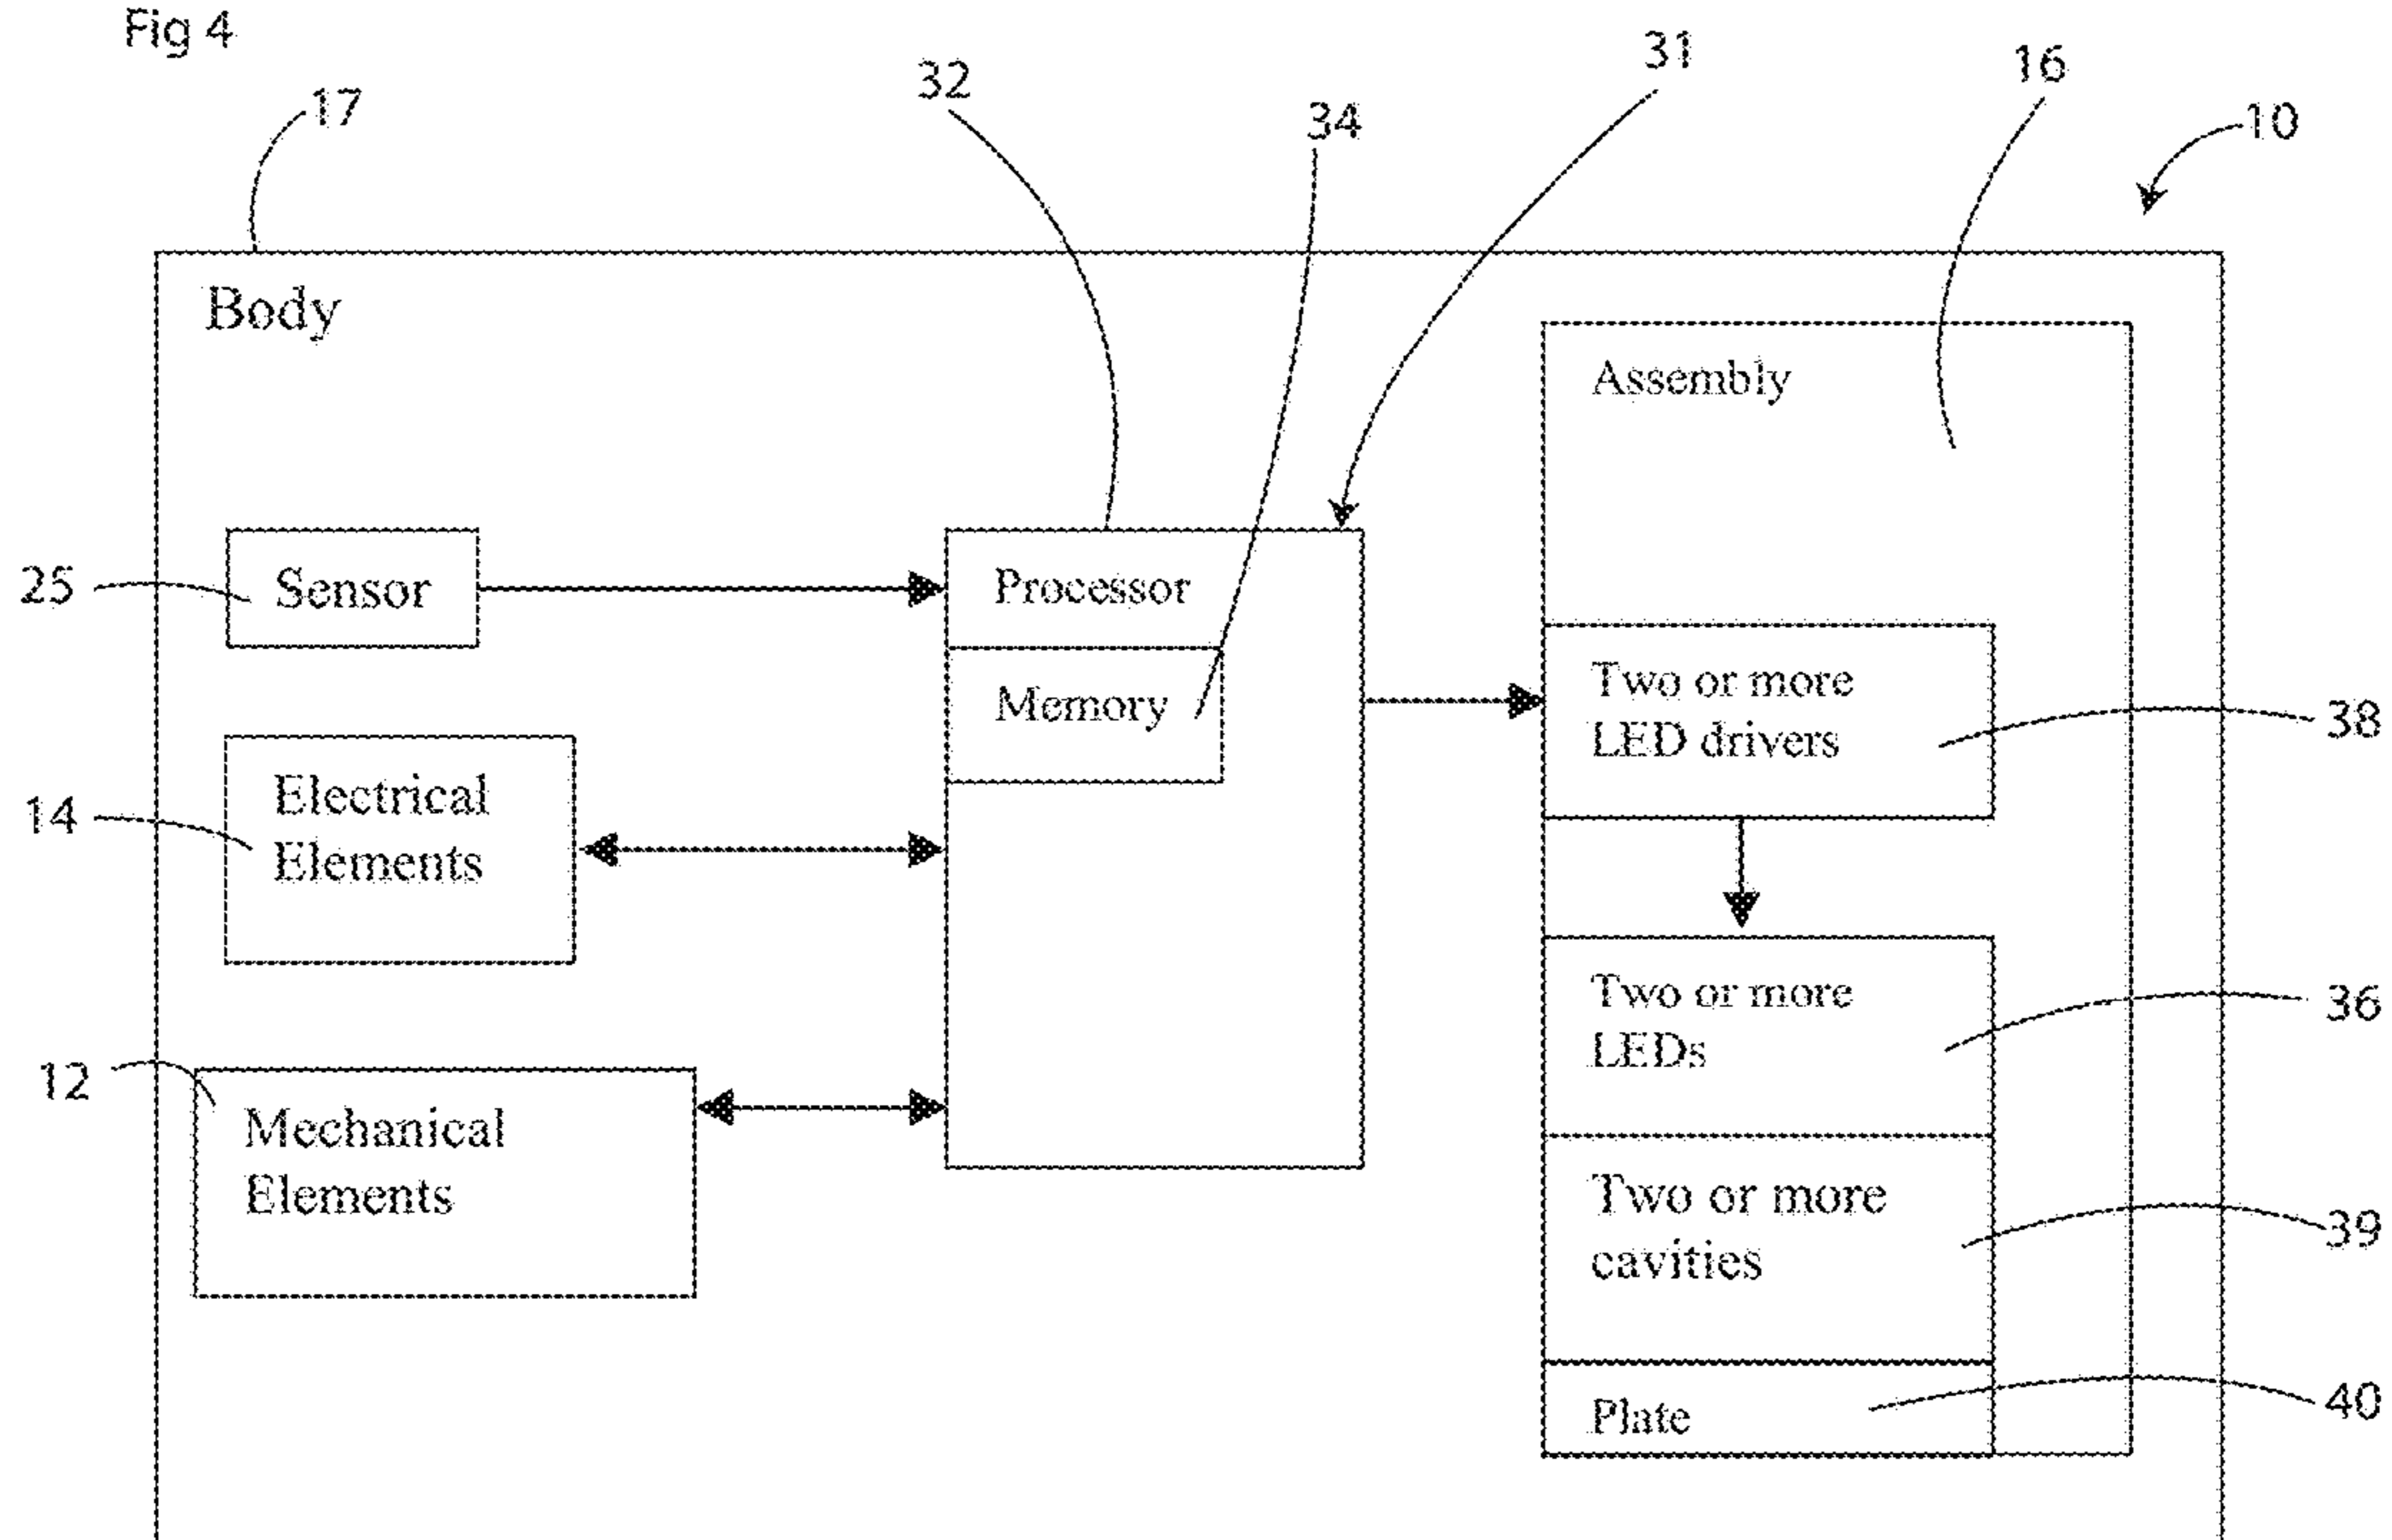 Fig 4
17
32
34
31
16
10
Body
Assembly
25
Sensor
Processor
Memory
Two or more
LED drivers
38
14
Electrical
Elements
Two or more
LEDs
36
12
Mechanical
Elements
Two or more
cavities
39
Plate
40